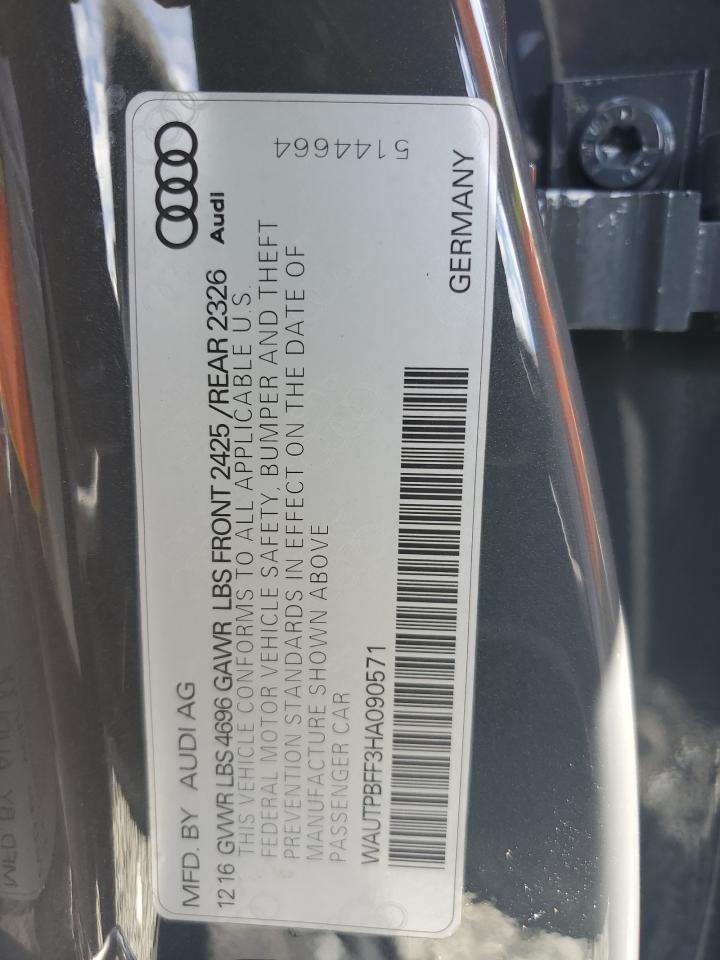 MFD. BY AUDI AG
12 16 GVWR LBS 4696 GAWR LBS FRONT 2425 /REAR 2326
THIS VEHICLE CONFORMS TO ALL APPLICABLE U.S.
FEDERAL MOTOR VEHICLE SAFETY, BUMPER AND THEFT
PREVENTION STANDARDS IN EFFECT ON THE DATE OF
MANUFACTURE SHOWN ABOVE
PASSENGER CAR
WAUTPBFF3HA090571
Audi
5144664
GERMANY